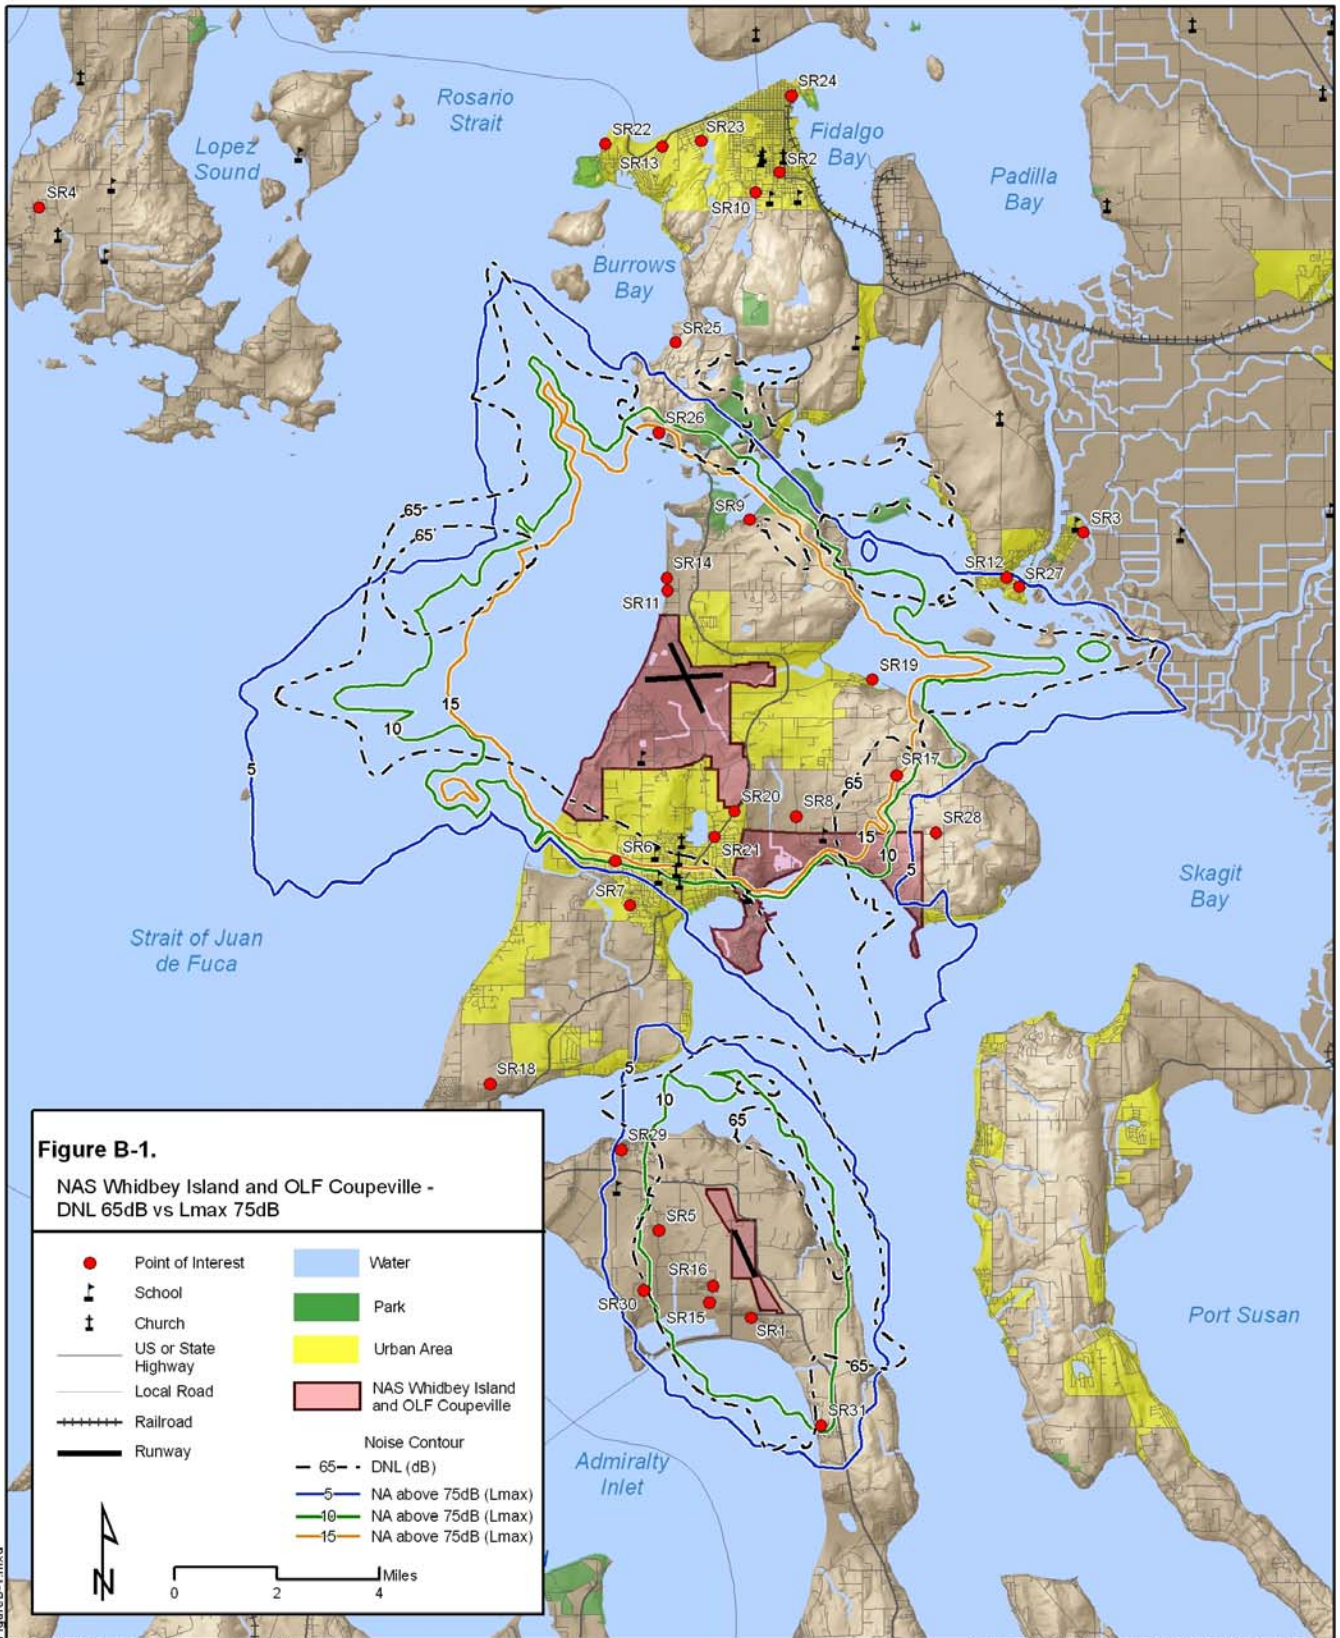 SR24
Rosario
Strait
SR22
SR23
Fidalgo
Bay
Lopez
Sound
SR13
SR2
SR4
Padilla
Bay
SR10
Burrows
Bay
SR25
SR26
65
65
SR9
SR3
SR12
SR27
SR14
SR11
SR19
15
10
5
65
SR17
SR20
SR8
SR28
15
SR6
SR21
10
5
Skagit
Bay
SR7
Strait of Juan
de Fuca
SR18
5
10
65
SR29
SR5
SR16
SR30
SR15
SR1
Port Susan
65
SR31
Admiralty
Inlet
Figure B-1.
NAS Whidbey Island and OLF Coupeville -
DNL 65dB vs Lmax 75dB
Point of Interest
School
Church
US or State
Highway
Local Road
Railroad
Runway
Water
Park
Urban Area
NAS Whidbey Island
and OLF Coupeville
Noise Contour
65 DNL (dB)
5 NA above 75dB (Lmax)
10 NA above 75dB (Lmax)
15 NA above 75dB (Lmax)
N
Miles
0 2 4